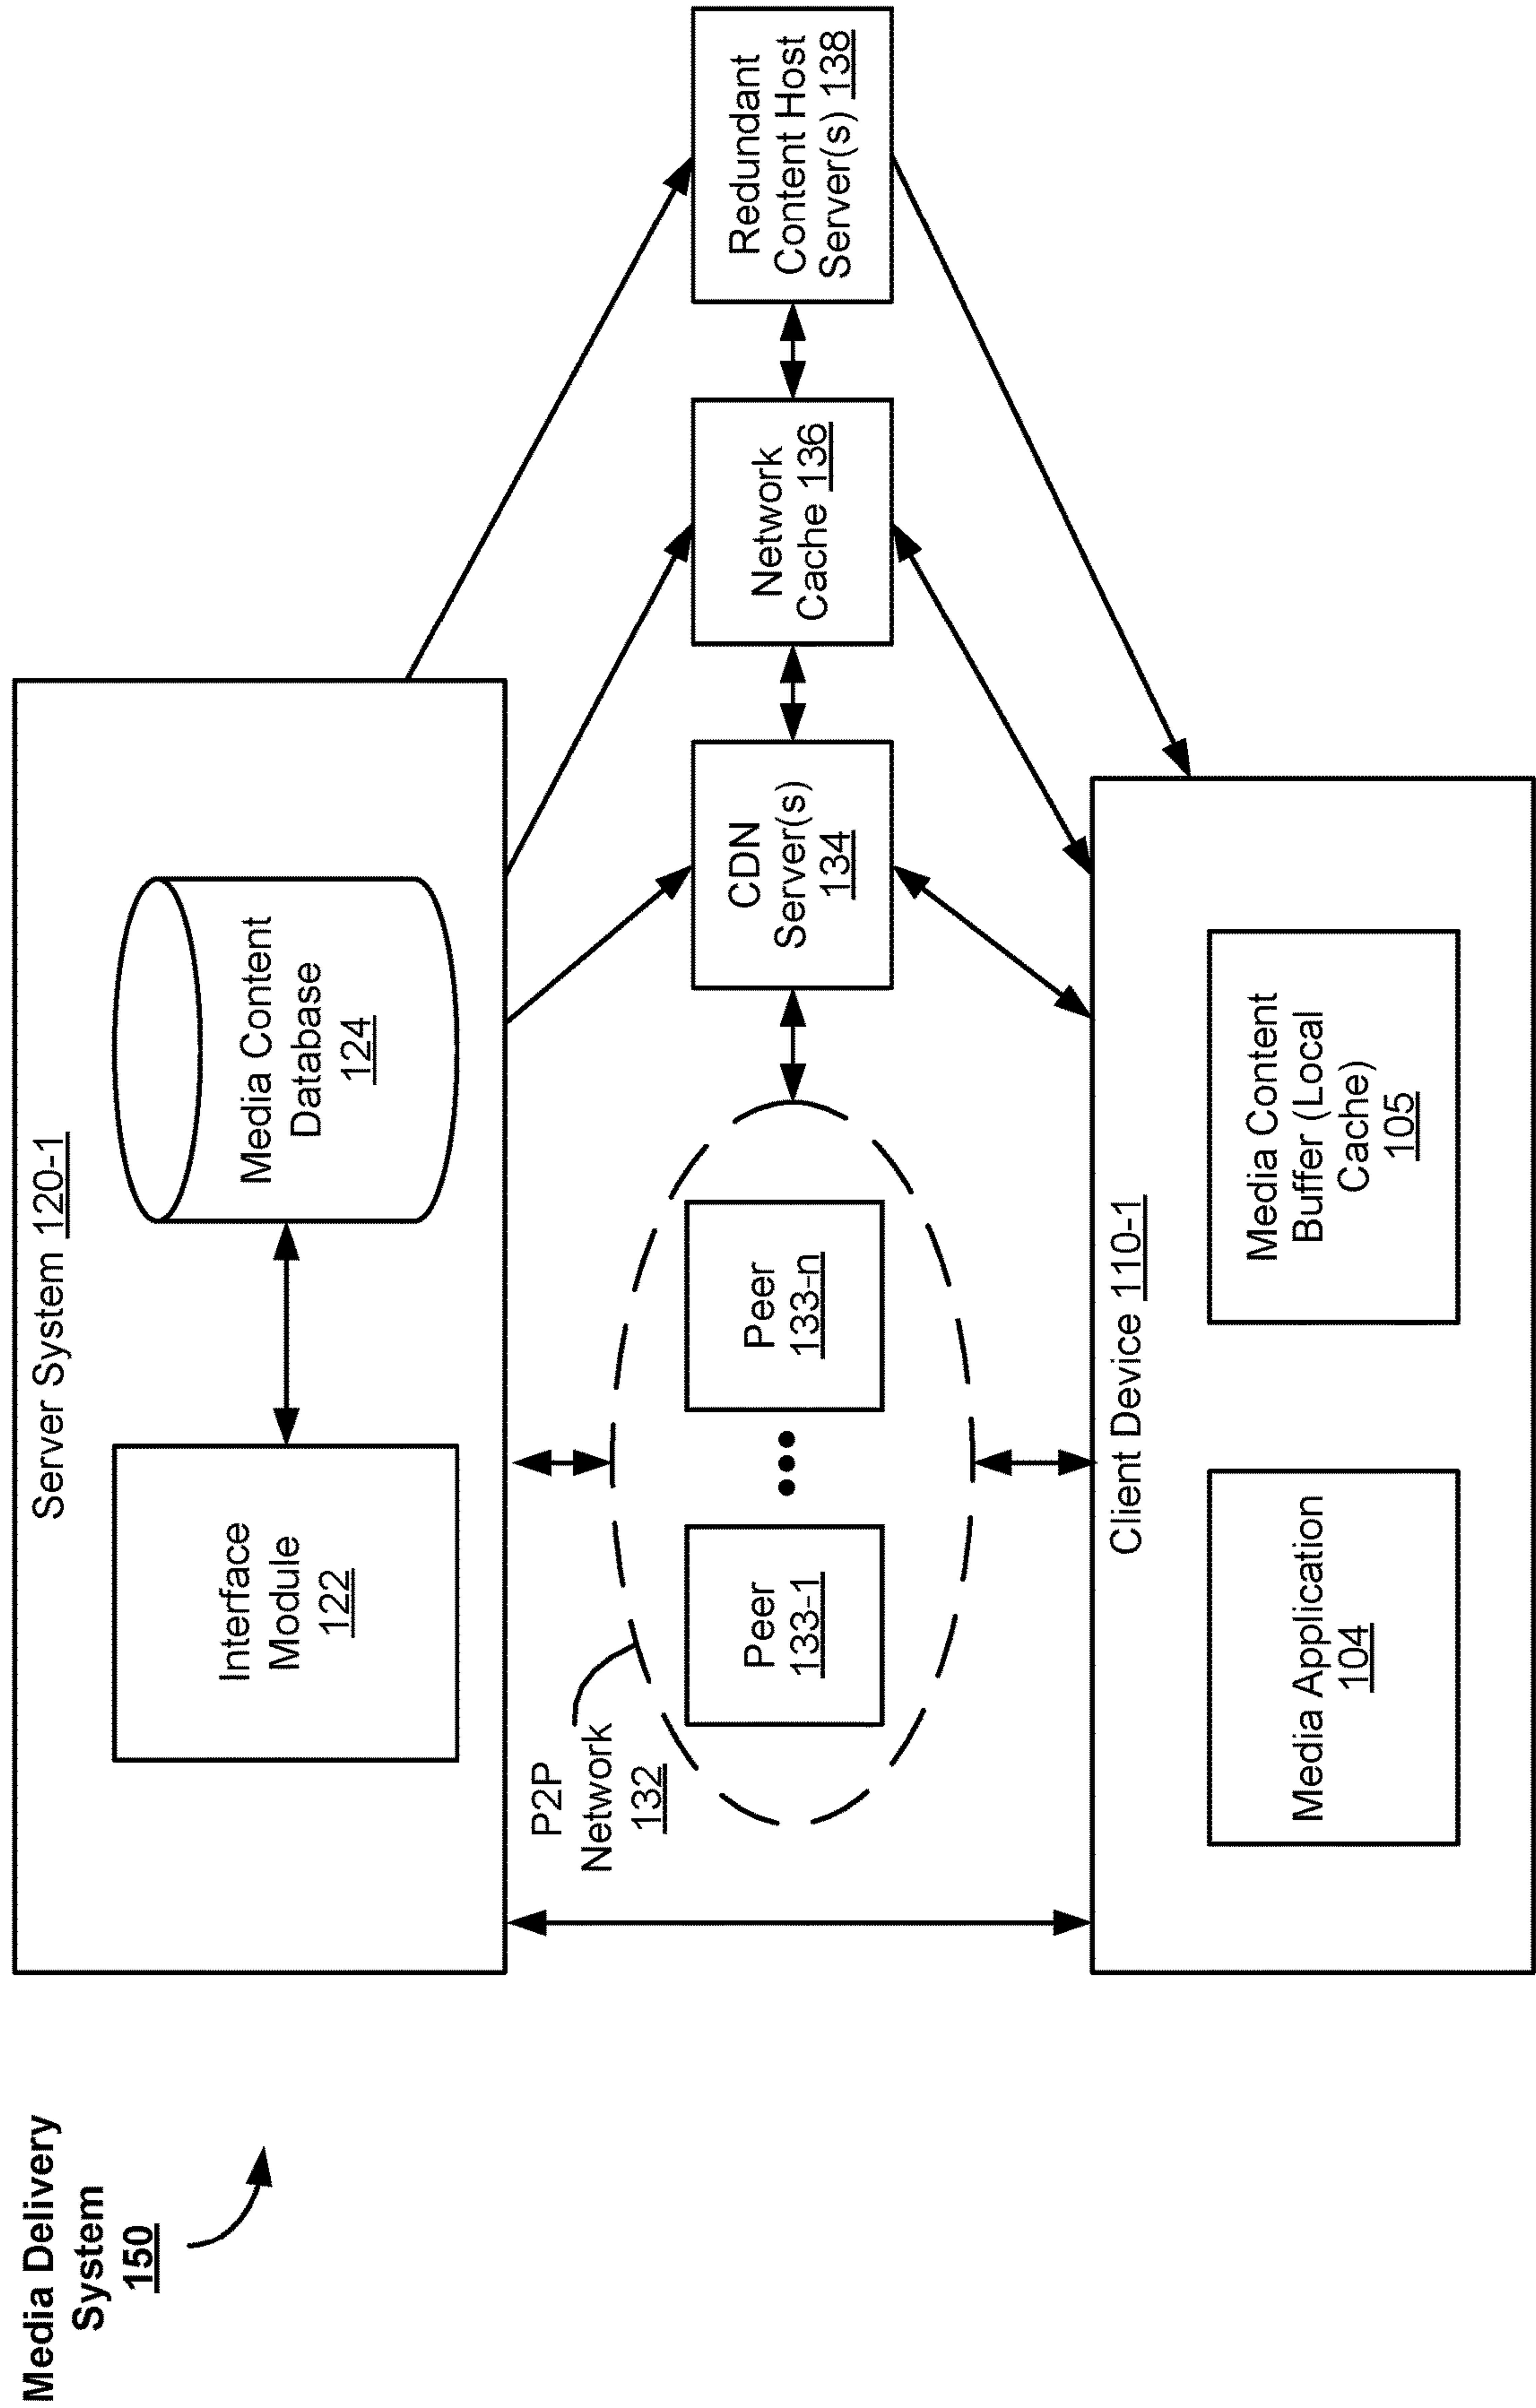 Media Delivery
System
150
Server System 120-1
Interface
Module
122
Media Content
Database
124
P2P
Network
132
Peer
133-1
Peer
133-n
CDN
Server(s)
134
Network
Cache 136
Redundant
Content Host
Server(s) 138
Client Device 110-1
Media Application
104
Media Content
Buffer (Local
Cache)
105